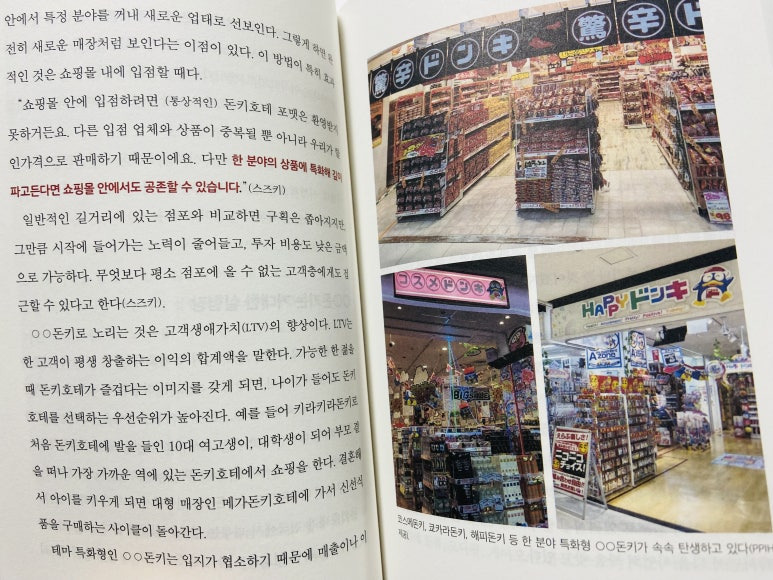 안에서 특정 분야를 꺼내 새로운 업태로 선보인다. 그렇게 하면 완
전히 새로운 매장처럼 보인다는 이점이 있다. 이 방법이 특히 효과
적인 것은 쇼핑몰 내에 입점할 때다.
“쇼핑몰 안에 입점하려면 (통상적인) 돈키호테 포맷은 환영받지
못하거든요. 다른 입점 업체와 상품이 중복될 뿐 아니라 우리가 할
인가격으로 판매하기 때문이에요. 다만 한 분야의 상품에 특화해 깊이
파고든다면 쇼핑몰 안에서도 공존할 수 있습니다.”(스즈키)
일반적인 길거리에 있는 점포와 비교하면 구획은 좁아지지만,
그만큼 시작에 들어가는 노력이 줄어들고, 투자 비용도 낮은 금액
으로 가능하다. 무엇보다 평소 점포에 올 수 없는 고객층에게도 접
근할 수 있다고 한다(스즈키).
○○돈키로 노리는 것은 고객생애가치(LTV)의 향상이다. LTV는
한 고객이 평생 창출하는 이익의 합계액을 말한다. 가능한 한 젊을
때 돈키호테가 즐겁다는 이미지를 갖게 되면, 나이가 들어도 돈키
호테를 선택하는 우선순위가 높아진다. 예를 들어 키라키라돈키로
처음 돈키호테에 발을 들인 10대 여고생이, 대학생이 되어 부모 곁
을 떠나 가장 가까운 역에 있는 돈키호테에서 쇼핑을 한다. 결혼해
서 아이를 키우게 되면 대형 매장인 메가돈키호테에 가서 신선식
품을 구매하는 사이클이 돌아간다.
테마 특화형인 ○○돈키는 입지가 협소하기 때문에 매출이나 이
驚辛ドンキ 驚辛ド
コスメドンキ
BIG
HAPPYドンキ
Azone
えらぶ楽しさ!
ニコニコ
チョイス!
코스메돈키, 쿄카라돈키, 해피돈키 등 한 분야 특화형 ○○돈키가 속속 탄생하고 있다(PPIH
제공).